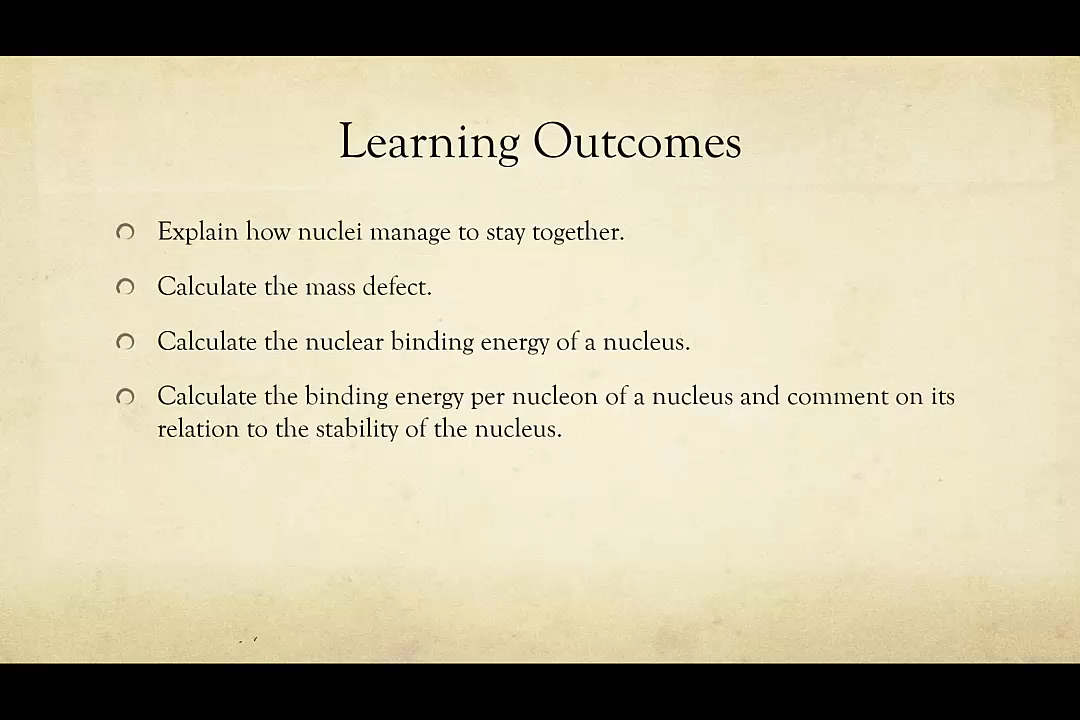 Learning Outcomes
Explain how nuclei manage to stay together.
Calculate the mass defect.
Calculate the nuclear binding energy of a nucleus.
Calculate the binding energy per nucleon of a nucleus and comment on its
relation to the stability of the nucleus.